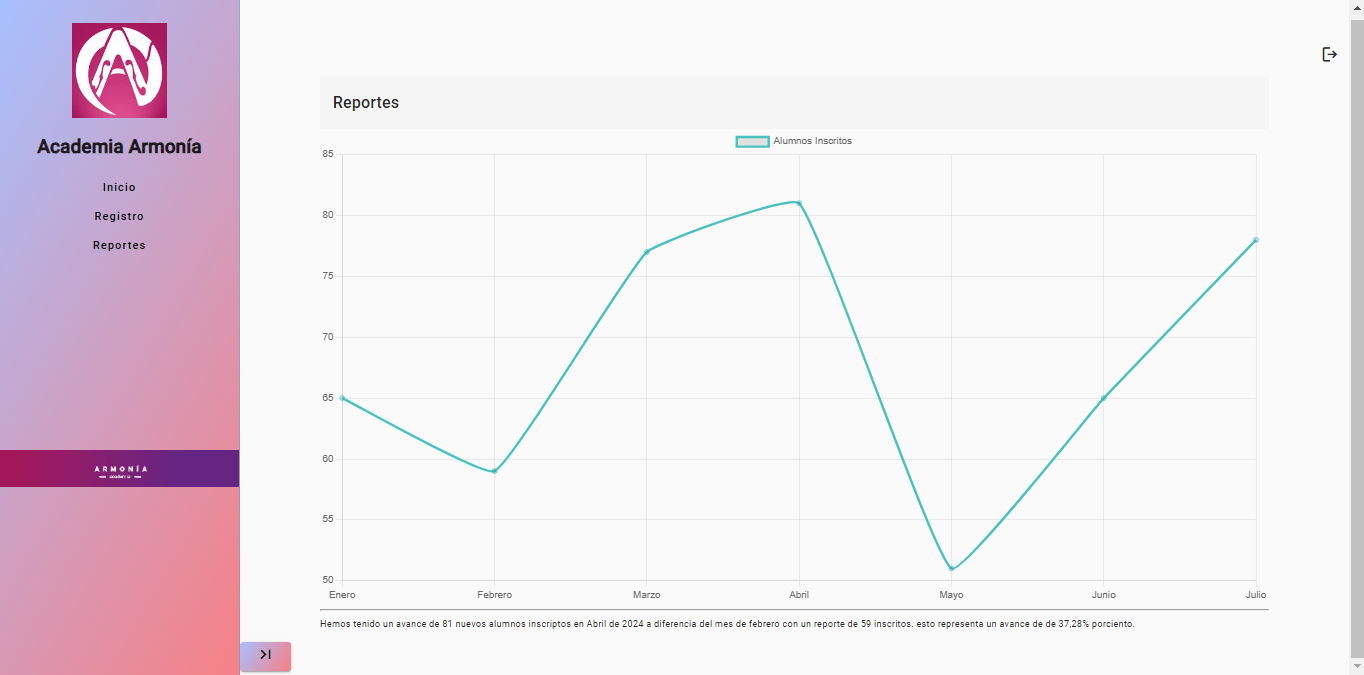 Academia Armonía
Inicio
Registro
Reportes
ARMONÍA
Reportes
Alumnos Inscritos
85
80
75
70
65
60
55
50
Enero Febrero Marzo Abril Mayo Junio Julio
Hemos tenido un avance de 81 nuevos alumnos inscriptos en Abril de 2024 a diferencia del mes de febrero con un reporte de 59 inscritos. esto representa un avance de de 37,28% porciento.